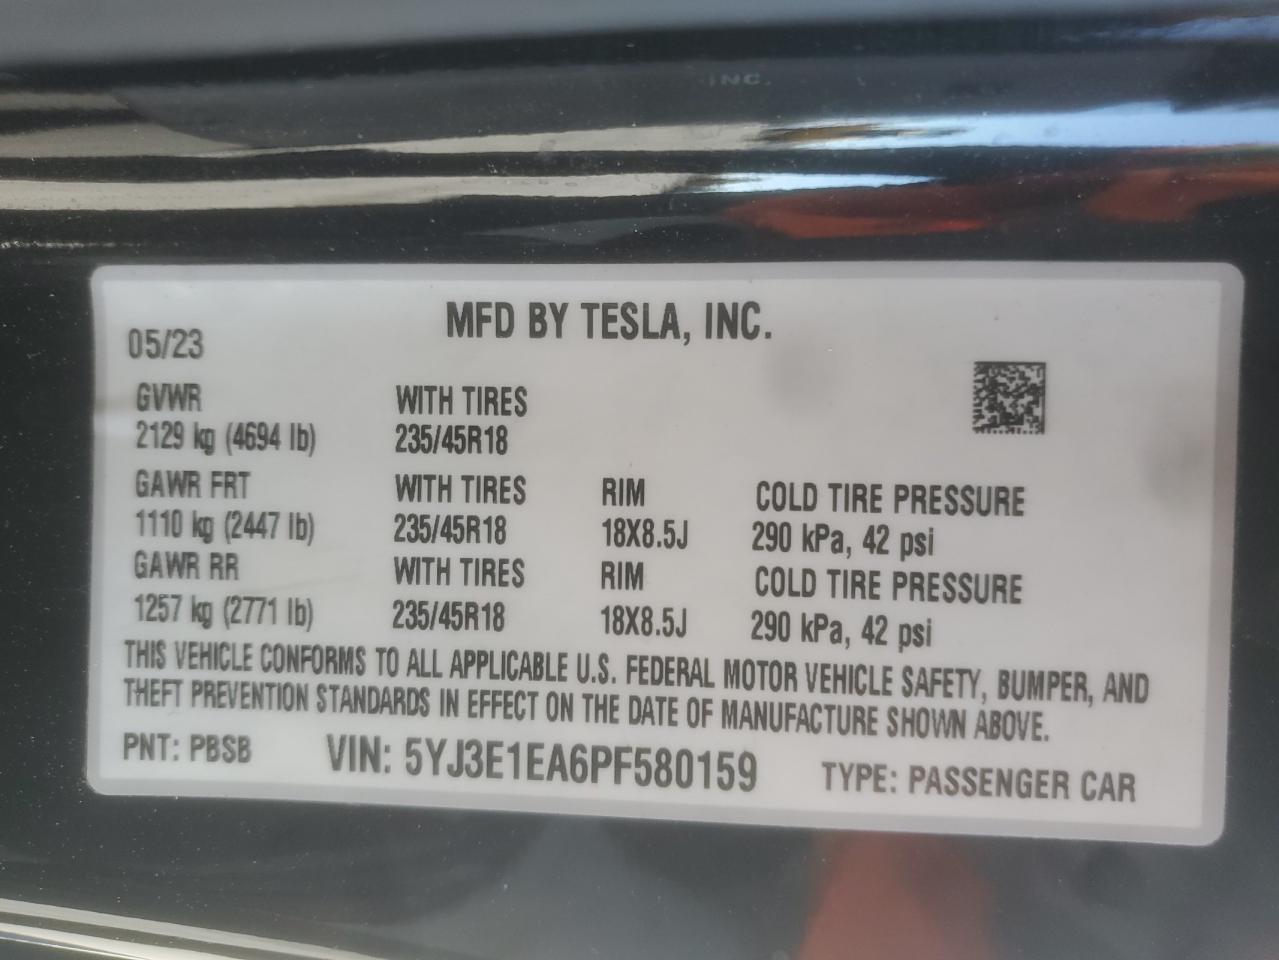 INC.
MFD BY TESLA, INC.
05/23
GVWR WITH TIRES
2129 kg (4694 lb) 235/45R18
GAWR FRT WITH TIRES RIM COLD TIRE PRESSURE
1110 kg (2447 lb) 235/45R18 18X8.5J 290 kPa, 42 psi
GAWR RR WITH TIRES RIM COLD TIRE PRESSURE
1257 kg (2771 lb) 235/45R18 18X8.5J 290 kPa, 42 psi
THIS VEHICLE CONFORMS TO ALL APPLICABLE U.S. FEDERAL MOTOR VEHICLE SAFETY, BUMPER, AND
THEFT PREVENTION STANDARDS IN EFFECT ON THE DATE OF MANUFACTURE SHOWN ABOVE.
PNT: PBSB VIN: 5YJ3E1EA6PF580159 TYPE: PASSENGER CAR